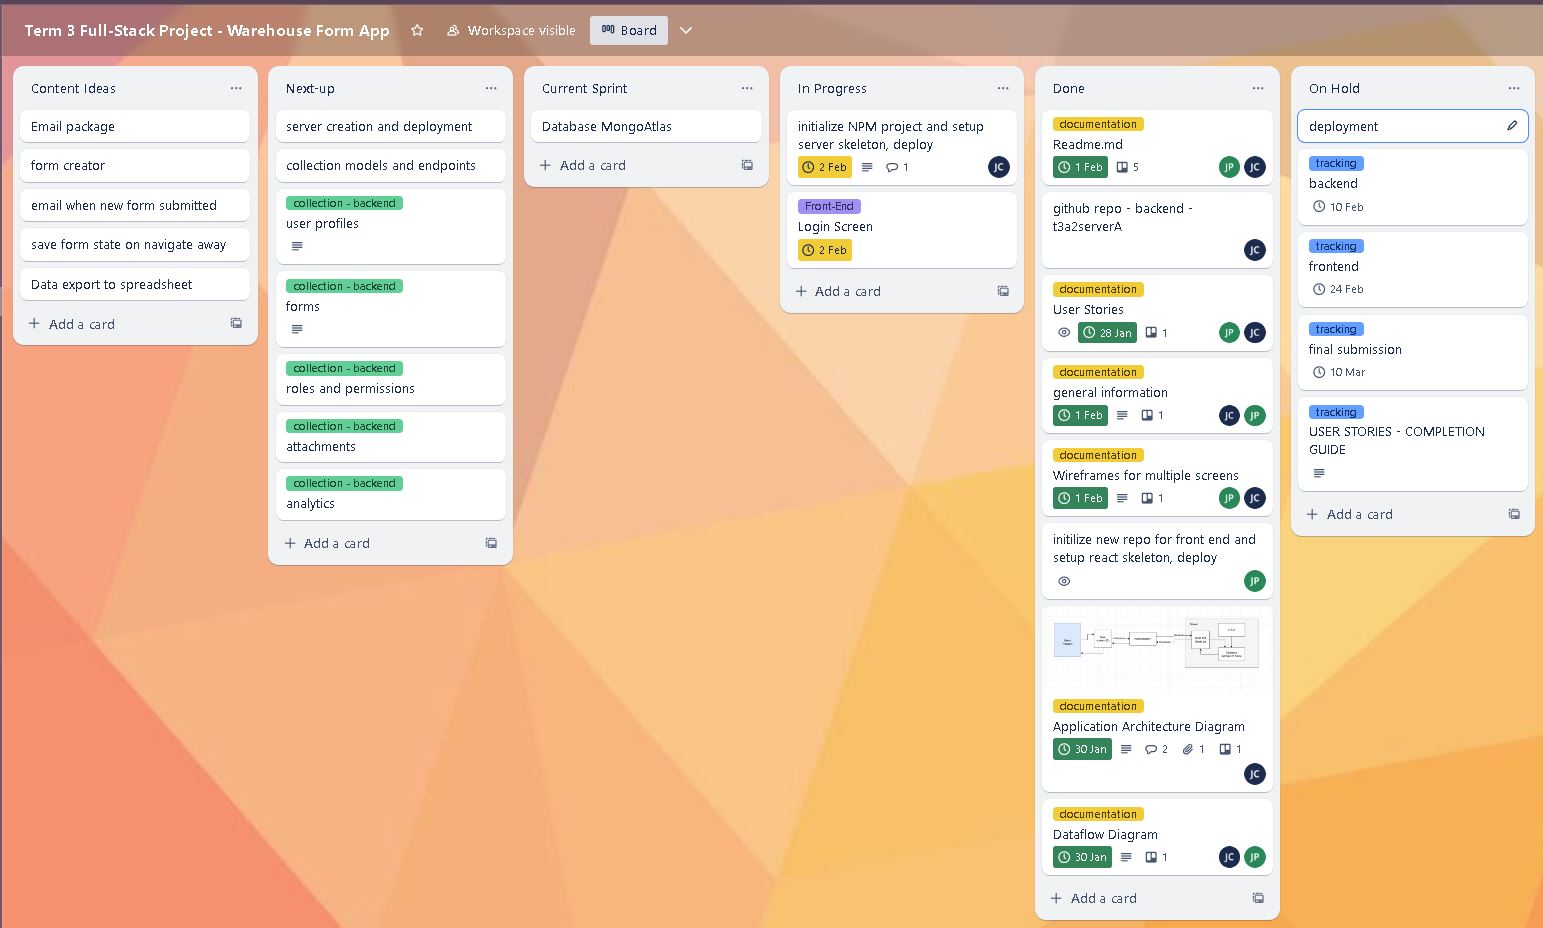 Term 3 Full-Stack Project - Warehouse Form App
Workspace visible
Board
Content Ideas
Email package
form creator
email when new form submitted
save form state on navigate away
Data export to spreadsheet
Add a card
Next-up
server creation and deployment
collection models and endpoints
collection - backend
user profiles
collection - backend
forms
collection - backend
roles and permissions
collection - backend
attachments
collection - backend
analytics
Add a card
Current Sprint
Database MongoAtlas
Add a card
In Progress
initialize NPM project and setup
server skeleton, deploy
2 Feb
1
JC
Front-End
Login Screen
2 Feb
Add a card
Done
documentation
Readme.md
1 Feb
5
JP
JC
github repo - backend -
t3a2serverA
JC
documentation
User Stories
28 Jan
1
JP
JC
documentation
general information
1 Feb
1
JC
JP
documentation
Wireframes for multiple screens
1 Feb
1
JP
JC
initilize new repo for front end and
setup react skeleton, deploy
JP
documentation
Application Architecture Diagram
30 Jan
2
1
1
JC
documentation
Dataflow Diagram
30 Jan
1
JC
JP
Add a card
On Hold
deployment
tracking
backend
10 Feb
tracking
frontend
24 Feb
tracking
final submission
10 Mar
tracking
USER STORIES - COMPLETION
GUIDE
Add a card